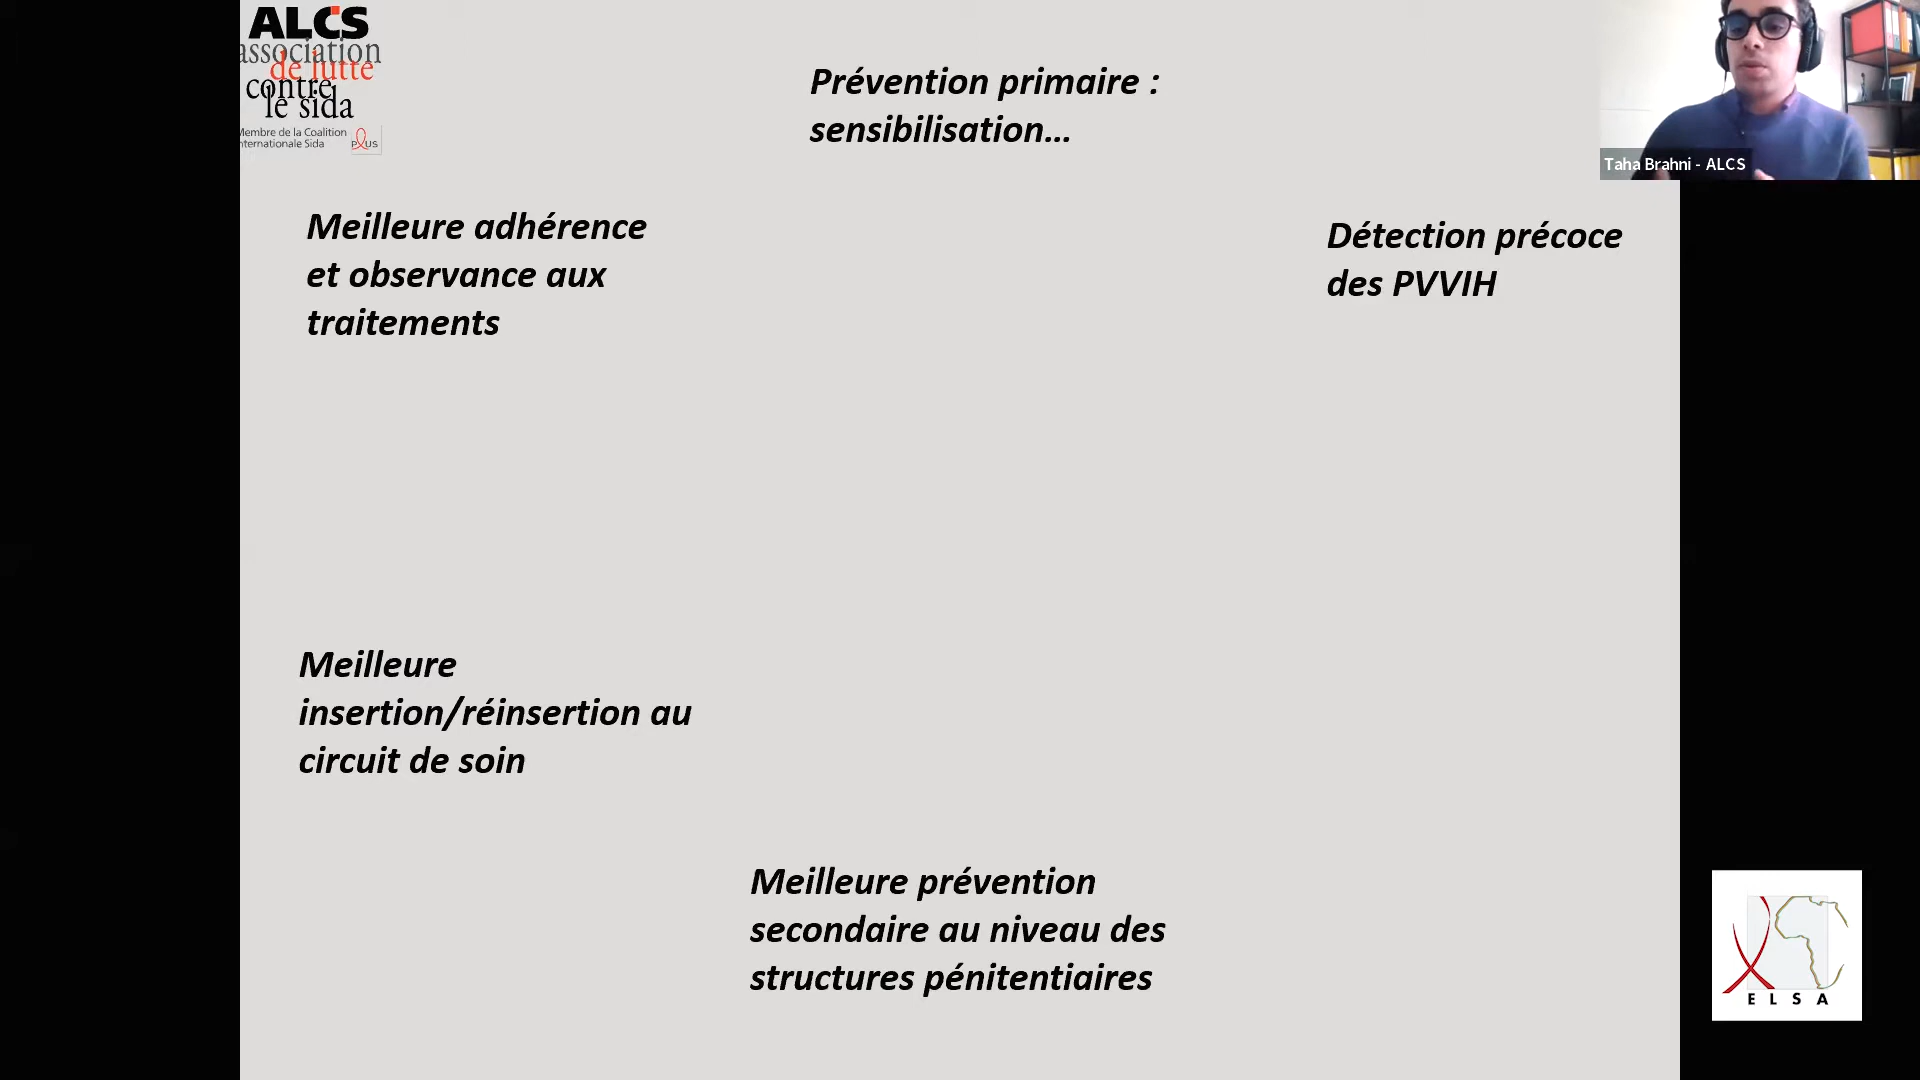 ALCS
association
de lutte
contre
le sida
Membre de la Coalition
Internationale Sida
PLUS
Prévention primaire :
sensibilisation...
Taha Brahni - ALCS
Meilleure adhérence
et observance aux
traitements
Détection précoce
des PVVIH
Meilleure
insertion/réinsertion au
circuit de soin
Meilleure prévention
secondaire au niveau des
structures pénitentiaires
ELSA